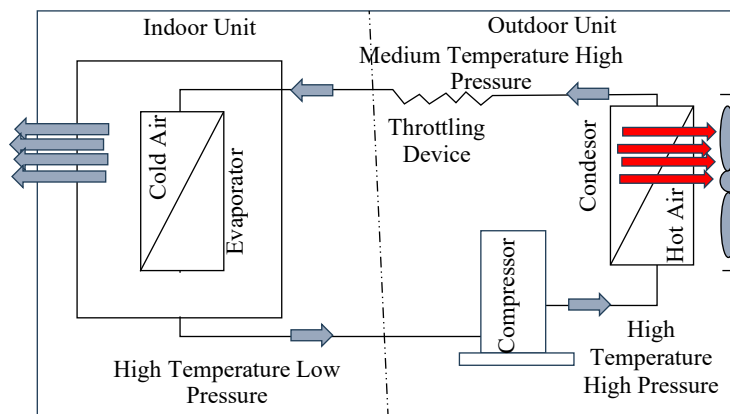 Indoor Unit
Outdoor Unit
Medium Temperature High
Pressure
Throttling
Device
Cold Air
Evaporator
Condesor
Hot Air
Compressor
High Temperature Low
Pressure
High
Temperature
High Pressure